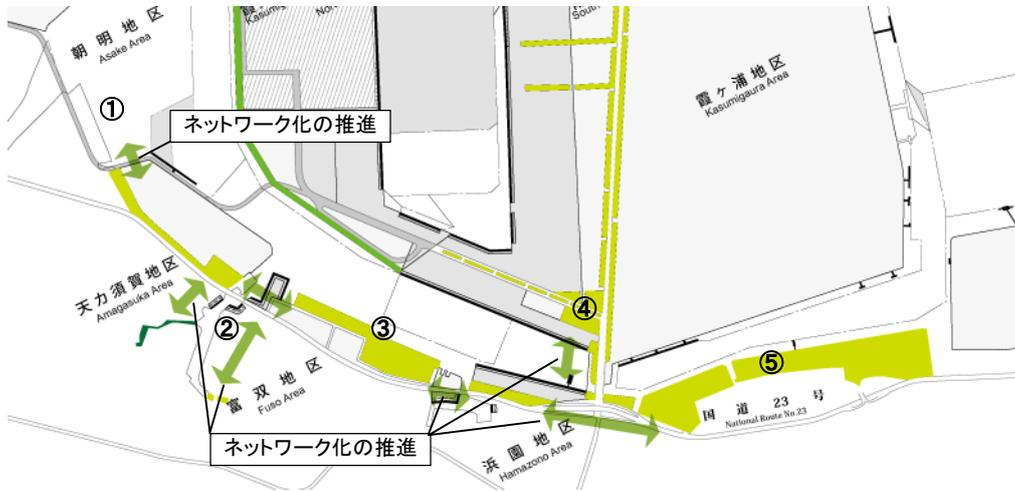 朝明地区
Asake Area
①
ネットワーク化の推進
霞ヶ浦地区
Kasumigaura Area
天カ須賀地区
Amagasuka Area
②
③
④
⑤
富双地区
Fuso Area
国道23号
National Route No.23
ネットワーク化の推進
浜園地区
Hamazono Area